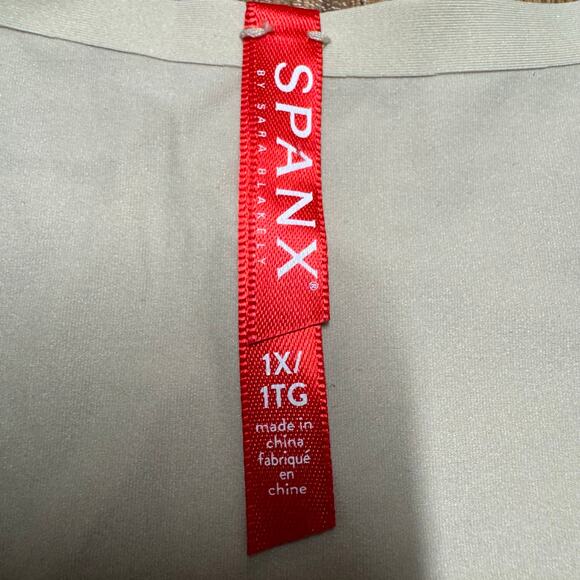 SPANX®
BY SARA BLAKELY
1X/
1TG
made in
china
fabriqué
en
chine